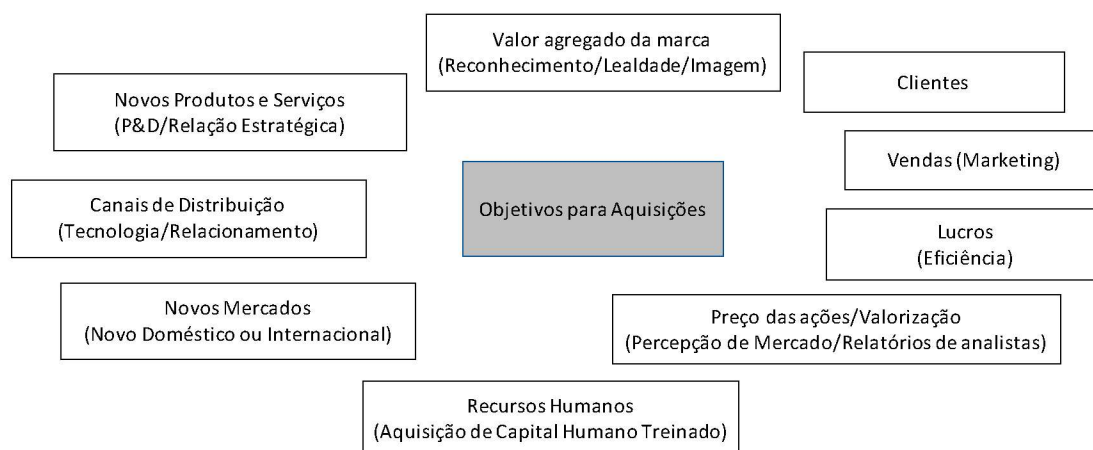 Valor agregado da marca
(Reconhecimento/Lealdade/Imagem)
Clientes
Novos Produtos e Serviços
(P&D/Relação Estratégica)
Vendas (Marketing)
Objetivos para Aquisições
Canais de Distribuição
(Tecnologia/Relacionamento)
Lucros
(Eficiência)
Novos Mercados
(Novo Doméstico ou Internacional)
Preço das ações/Valorização
(Percepção de Mercado/Relatórios de analistas)
Recursos Humanos
(Aquisição de Capital Humano Treinado)